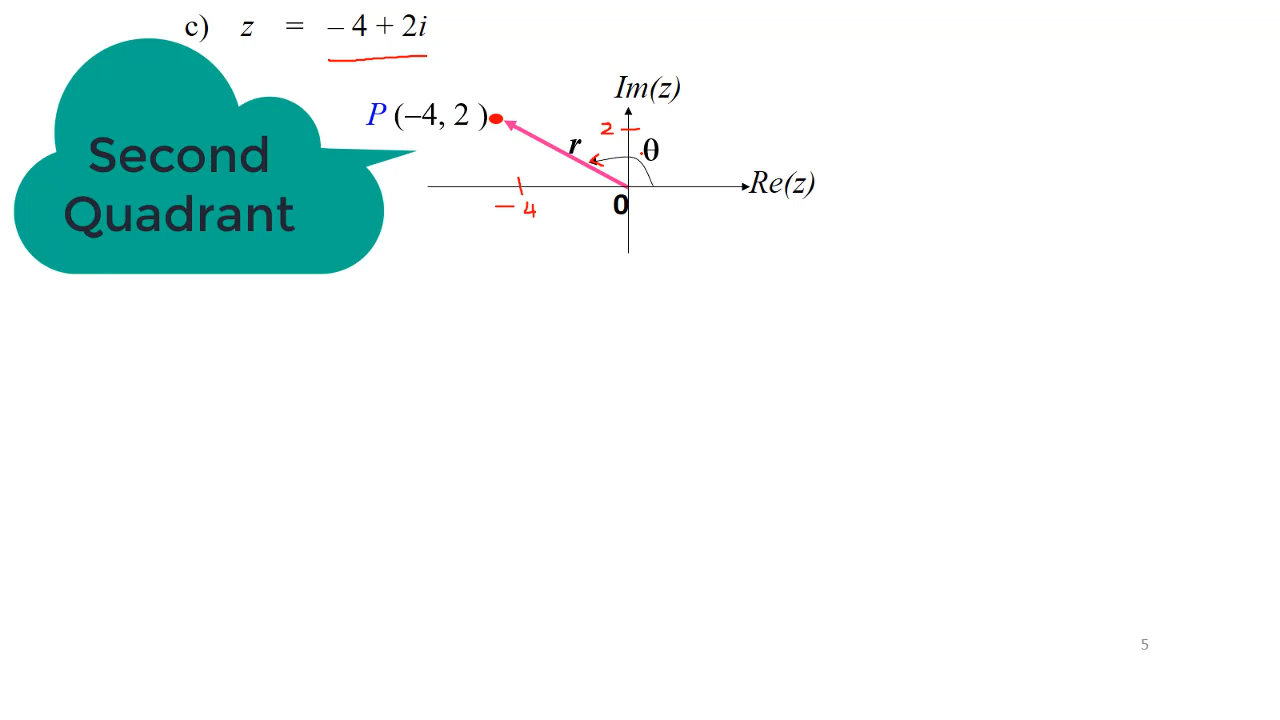 c) z = – 4 + 2i
Second
Quadrant
Im(z)
P (–4, 2 )
2
r
θ
Re(z)
– 4
0
5